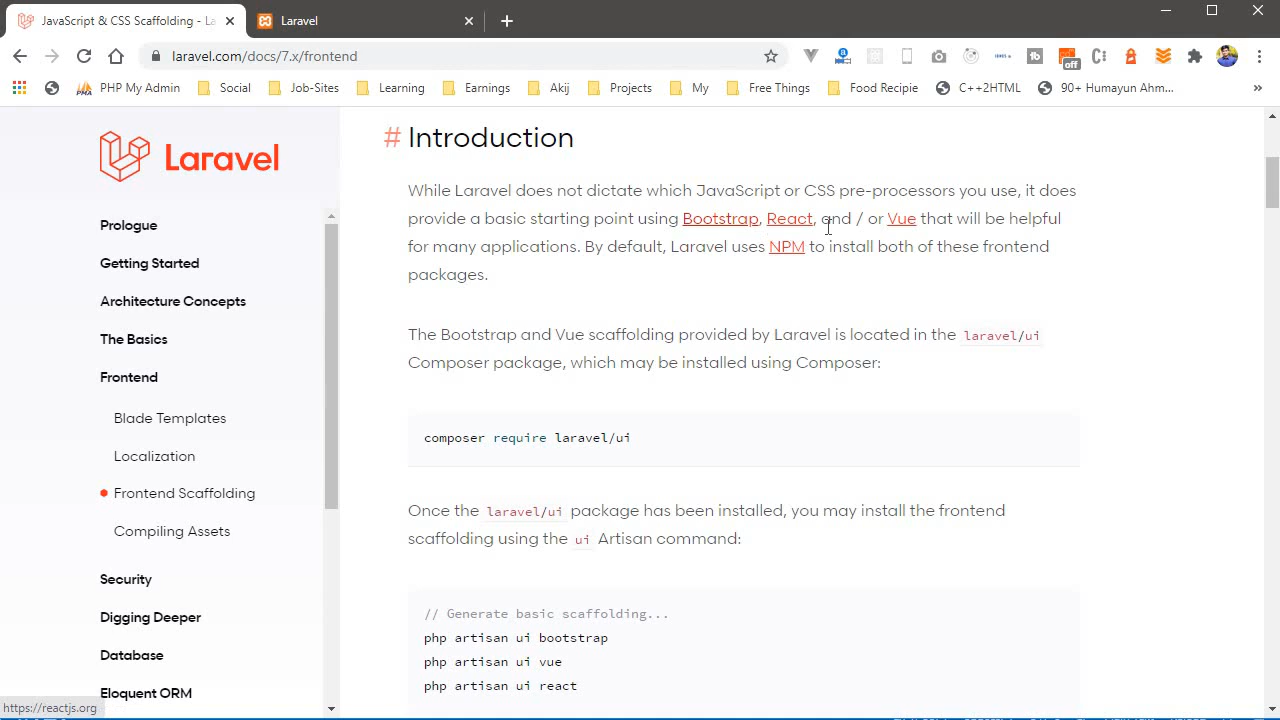 JavaScript & CSS Scaffolding - La
Laravel
laravel.com/docs/7.x/frontend
off
PHP My Admin
Social
Job-Sites
Learning
Earnings
Akij
Projects
My
Free Things
Food Recipie
C++2HTML
90+ Humayun Ahm...
Laravel
Prologue
Getting Started
Architecture Concepts
The Basics
Frontend
Blade Templates
Localization
Frontend Scaffolding
Compiling Assets
Security
Digging Deeper
Database
Eloquent ORM
https://reactjs.org
# Introduction
While Laravel does not dictate which JavaScript or CSS pre-processors you use, it does
provide a basic starting point using Bootstrap, React, and / or Vue that will be helpful
for many applications. By default, Laravel uses NPM to install both of these frontend
packages.
The Bootstrap and Vue scaffolding provided by Laravel is located in the laravel/ui
Composer package, which may be installed using Composer:
composer require laravel/ui
Once the laravel/ui package has been installed, you may install the frontend
scaffolding using the ui Artisan command:
// Generate basic scaffolding...
php artisan ui bootstrap
php artisan ui vue
php artisan ui react